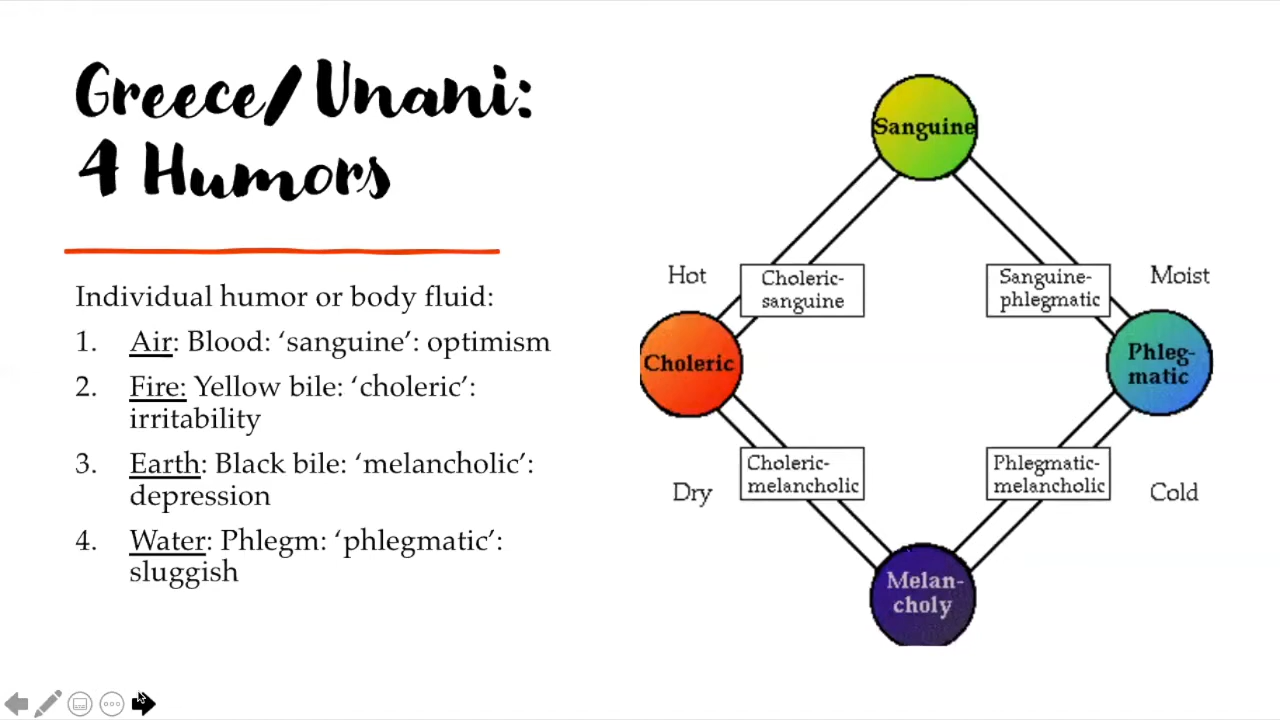 Greece/Unani:
4 Humors
Individual humor or body fluid:
1. Air: Blood: ‘sanguine’: optimism
2. Fire: Yellow bile: ‘choleric’:
irritability
3. Earth: Black bile: ‘melancholic’:
depression
4. Water: Phlegm: ‘phlegmatic’:
sluggish
Sanguine
Hot
Choleric-
sanguine
Sanguine-
phlegmatic
Moist
Choleric
Phleg-
matic
Dry
Choleric-
melancholic
Phlegmatic-
melancholic
Cold
Melan-
choly